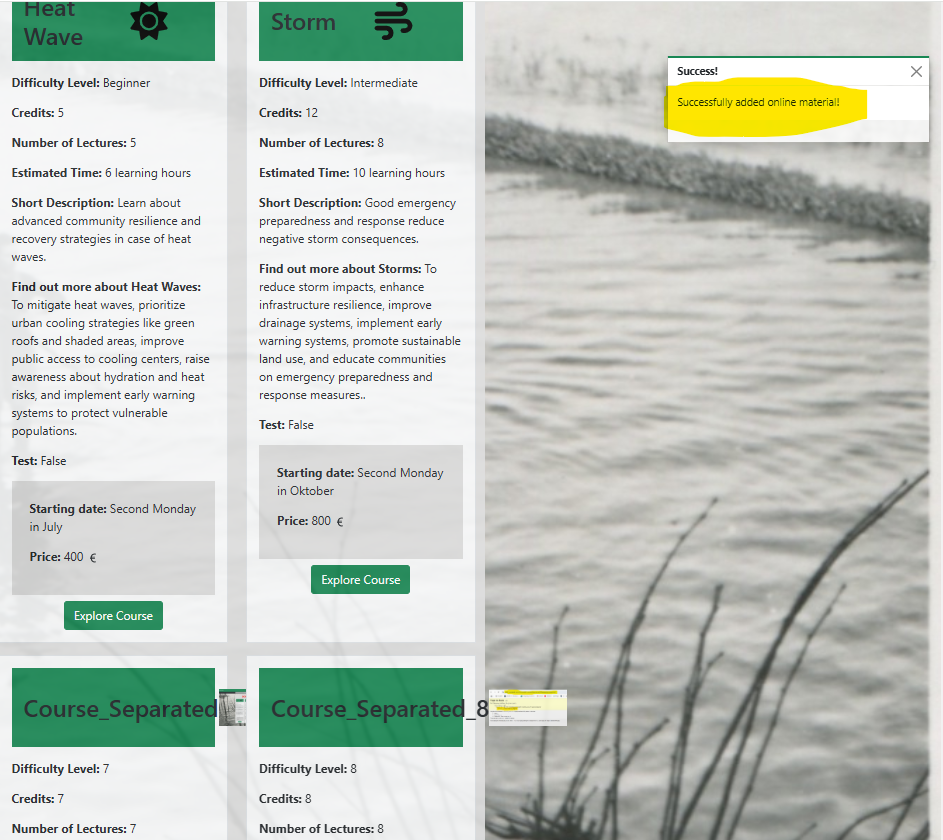 Heat
Wave
Difficulty Level: Beginner
Credits: 5
Number of Lectures: 5
Estimated Time: 6 learning hours
Short Description: Learn about
advanced community resilience and
recovery strategies in case of heat
waves.
Find out more about Heat Waves:
To mitigate heat waves, prioritize
urban cooling strategies like green
roofs and shaded areas, improve
public access to cooling centers, raise
awareness about hydration and heat
risks, and implement early warning
systems to protect vulnerable
populations.
Test: False
Starting date: Second Monday
in July
Price: 400 €
Explore Course
Storm
Difficulty Level: Intermediate
Credits: 12
Number of Lectures: 8
Estimated Time: 10 learning hours
Short Description: Good emergency
preparedness and response reduce
negative storm consequences.
Find out more about Storms: To
reduce storm impacts, enhance
infrastructure resilience, improve
drainage systems, implement early
warning systems, promote sustainable
land use, and educate communities
on emergency preparedness and
response measures..
Test: False
Starting date: Second Monday
in Oktober
Price: 800 €
Explore Course
Success!
Successfully added online material!
Course_Separated
Difficulty Level: 7
Credits: 7
Number of Lectures: 7
Course_Separated_8
Difficulty Level: 8
Credits: 8
Number of Lectures: 8